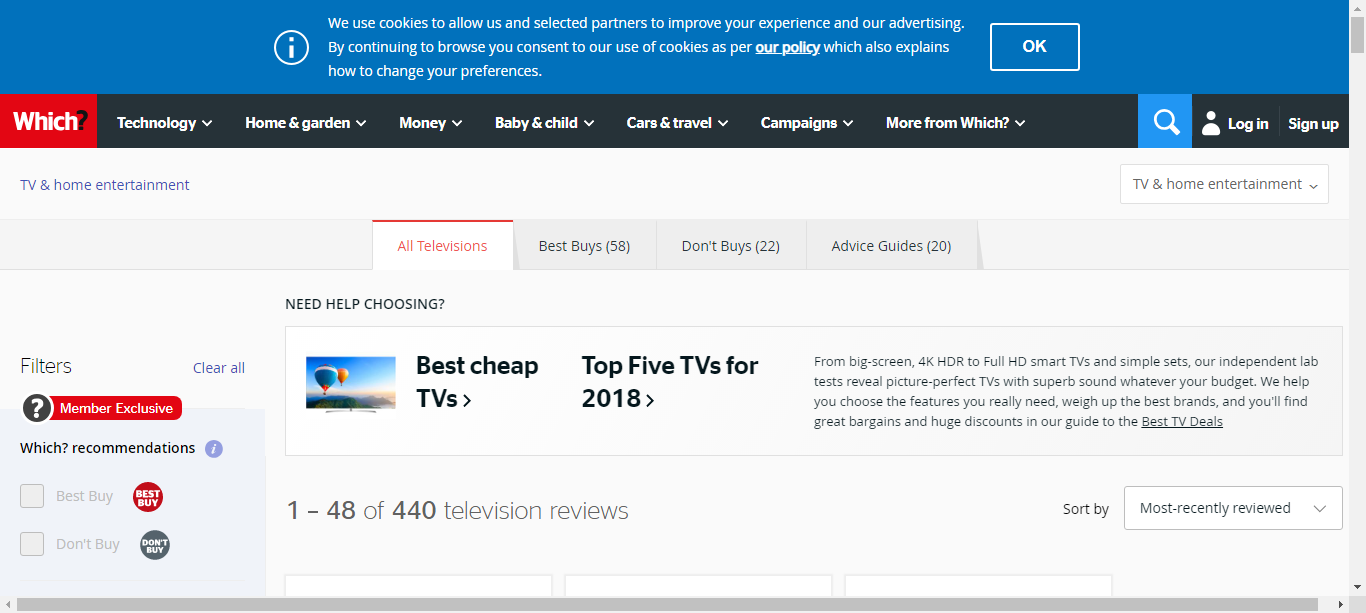 We use cookies to allow us and selected partners to improve your experience and our advertising.
By continuing to browse you consent to our use of cookies as per our policy which also explains
how to change your preferences.
OK
Which?
Technology
Home & garden
Money
Baby & child
Cars & travel
Campaigns
More from Which?
Log in
Sign up
TV & home entertainment
TV & home entertainment
All Televisions
Best Buys (58)
Don't Buys (22)
Advice Guides (20)
NEED HELP CHOOSING?
Best cheap
TVs
Top Five TVs for
2018
From big-screen, 4K HDR to Full HD smart TVs and simple sets, our independent lab
tests reveal picture-perfect TVs with superb sound whatever your budget. We help
you choose the features you really need, weigh up the best brands, and you'll find
great bargains and huge discounts in our guide to the Best TV Deals
Filters
Clear all
? Member Exclusive
Which? recommendations i
Best Buy
BEST
BUY
Don't Buy
DON'T
BUY
1 – 48 of 440 television reviews
Sort by
Most-recently reviewed